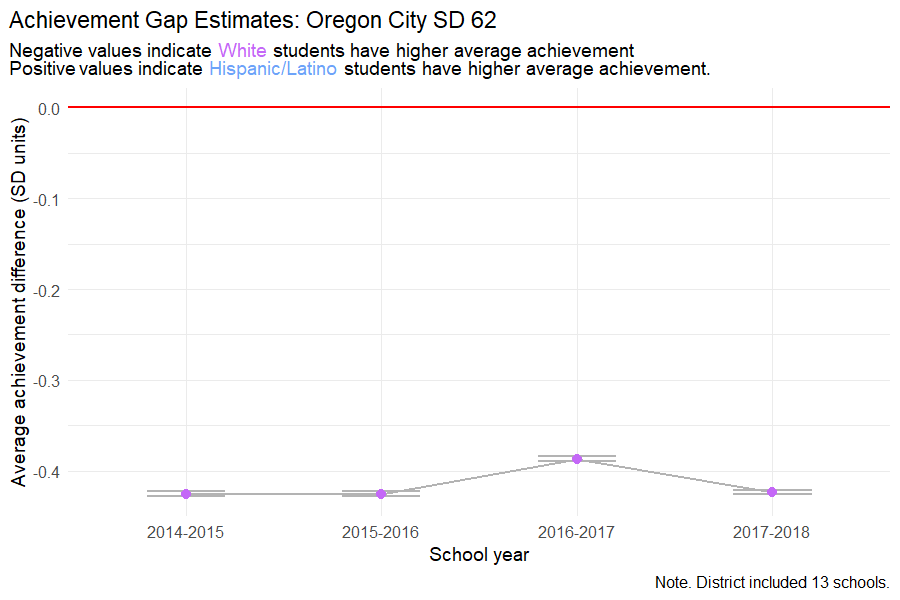 Achievement Gap Estimates: Oregon City SD 62
Negative values indicate White students have higher average achievement
Positive values indicate Hispanic/Latino students have higher average achievement.
Average achievement difference (SD units)
0.0
-0.1
-0.2
-0.3
-0.4
2014-2015
2015-2016
2016-2017
2017-2018
School year
Note. District included 13 schools.